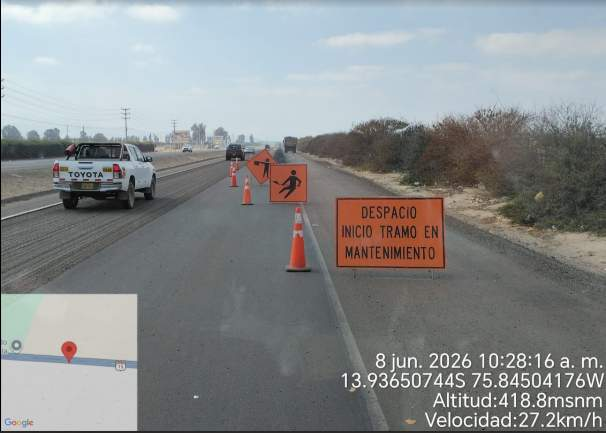 TOYOTA
DESPACIO
INICIO TRAMO EN
MANTENIMIENTO
8 jun. 2026 10:28:16 a. m.
13.93650744S 75.84504176W
Altitud:418.8msnm
Velocidad:27.2km/h
Google